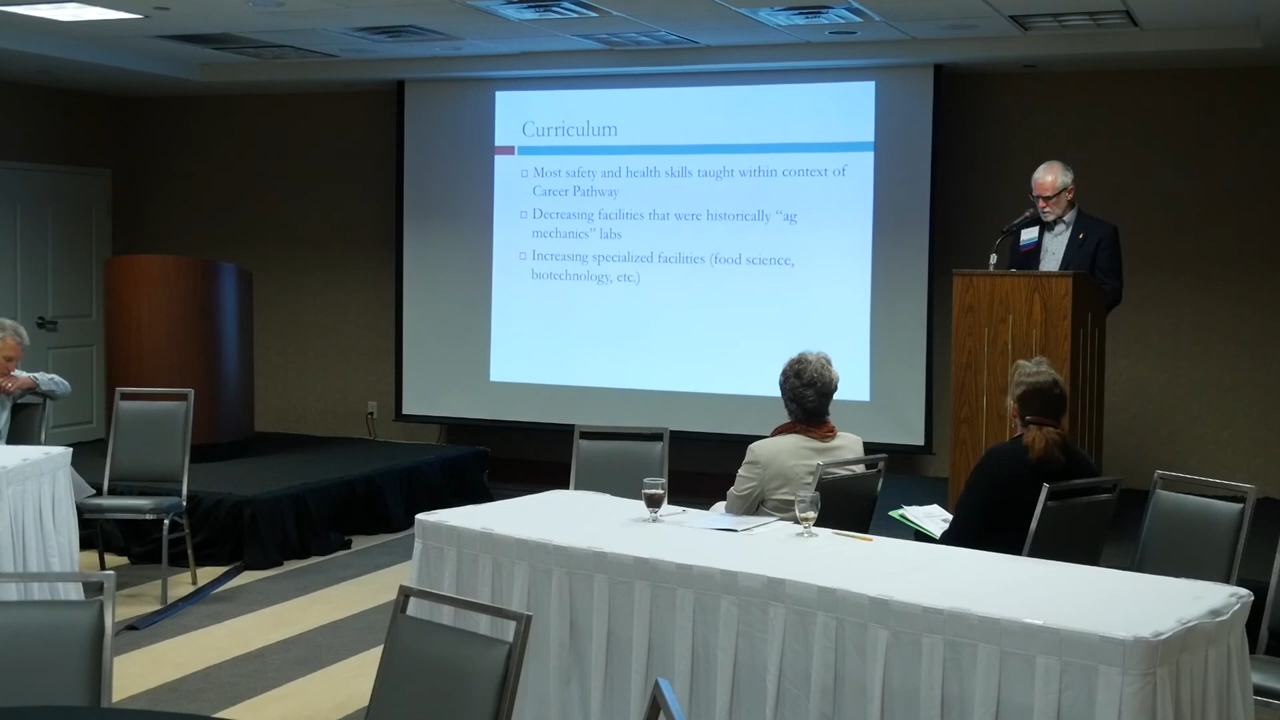 Curriculum
□ Most safety and health skills taught within context of
Career Pathway
□ Decreasing facilities that were historically “ag
mechanics” labs
□ Increasing specialized facilities (food science,
biotechnology, etc.)